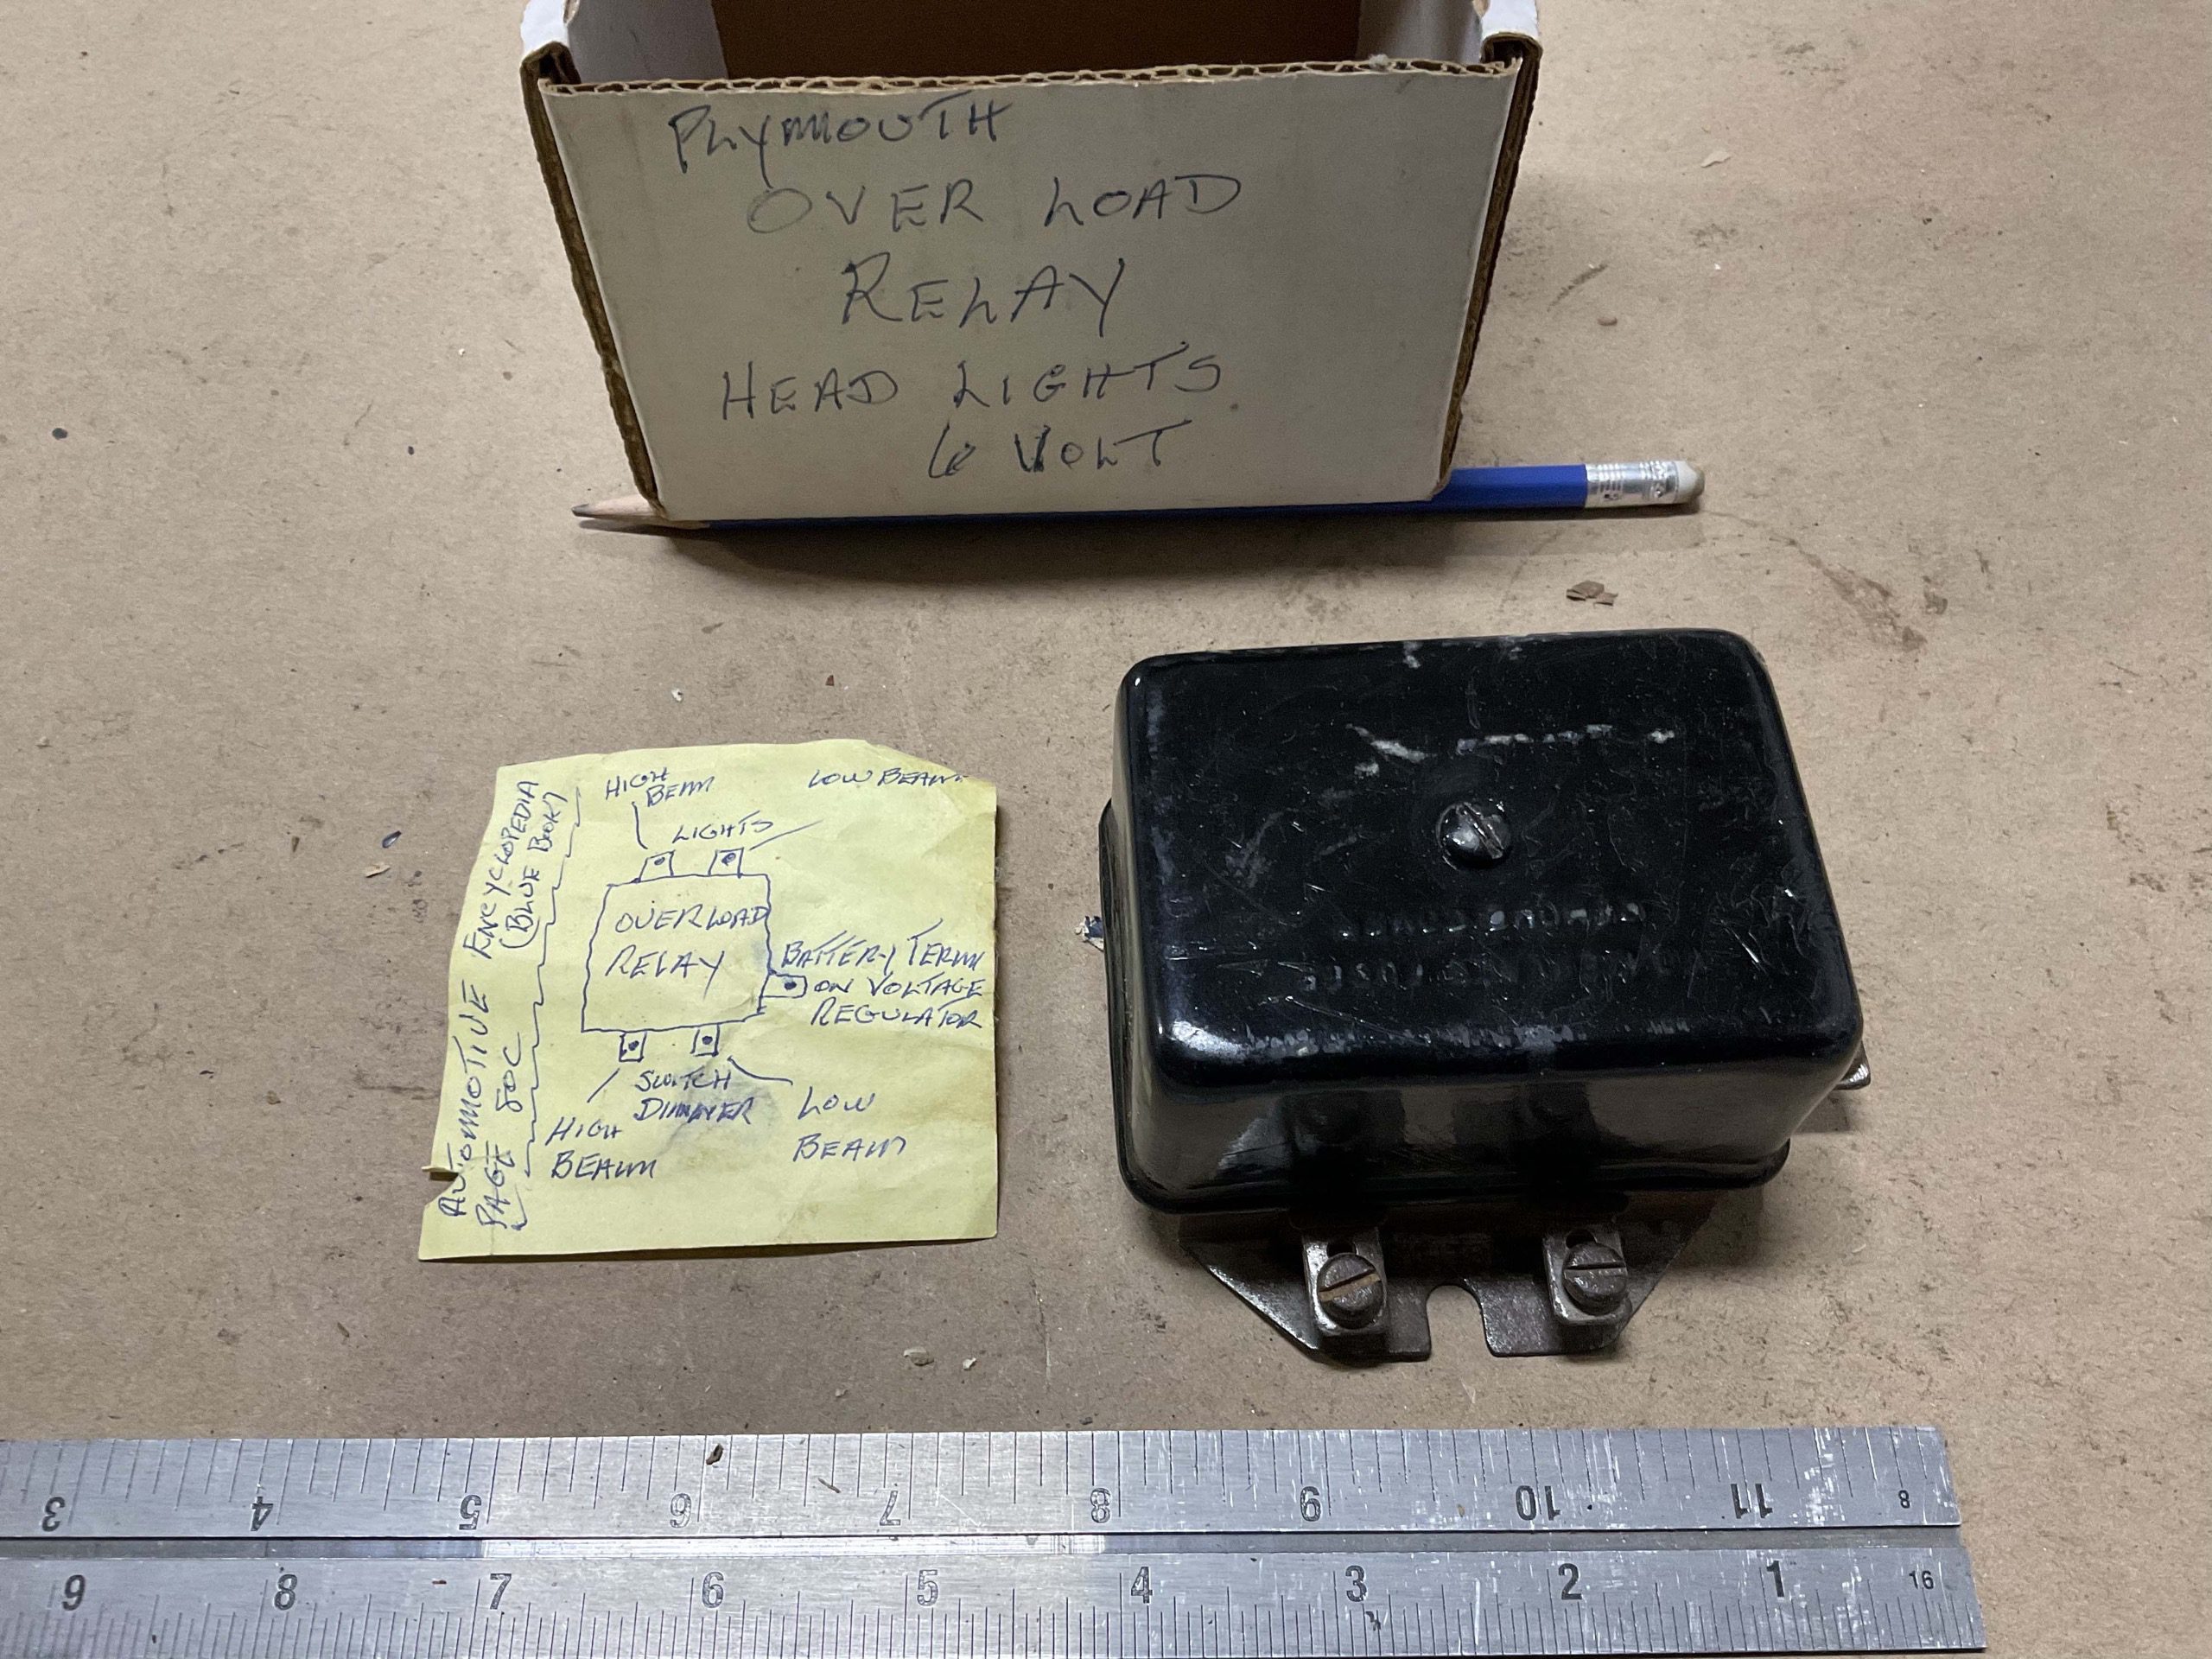 PLYMOUTH
OVER LOAD
RELAY
HEAD LIGHTS
6 VOLT
AUTOMOTIVE ENCYCLOPEDIA
(BLUE BOOK)
PAGE 80C
HIGH
BEAM
LOW BEAM
LIGHTS
OVERLOAD
RELAY
BATTERY TERM
ON VOLTAGE
REGULATOR
SWITCH
DIMMER
HIGH
BEAM
LOW
BEAM
3 4 5 6 7 8 9 10 11 8
9 8 7 6 5 4 3 2 1 16